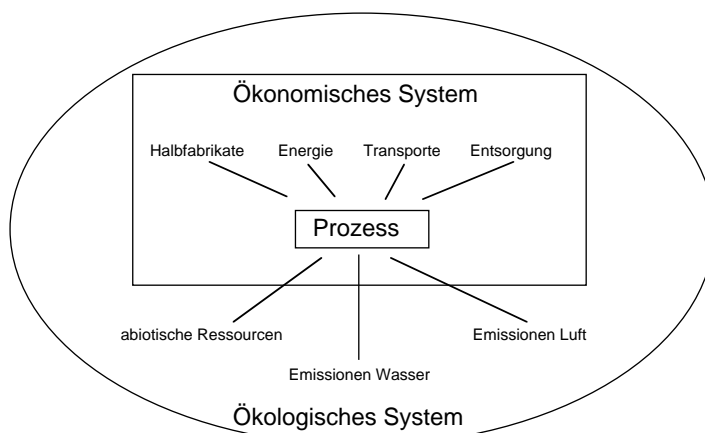 Ökonomisches System
Halbfabrikate Energie Transporte Entsorgung
Prozess
abiotische Ressourcen Emissionen Luft
Emissionen Wasser
Ökologisches System